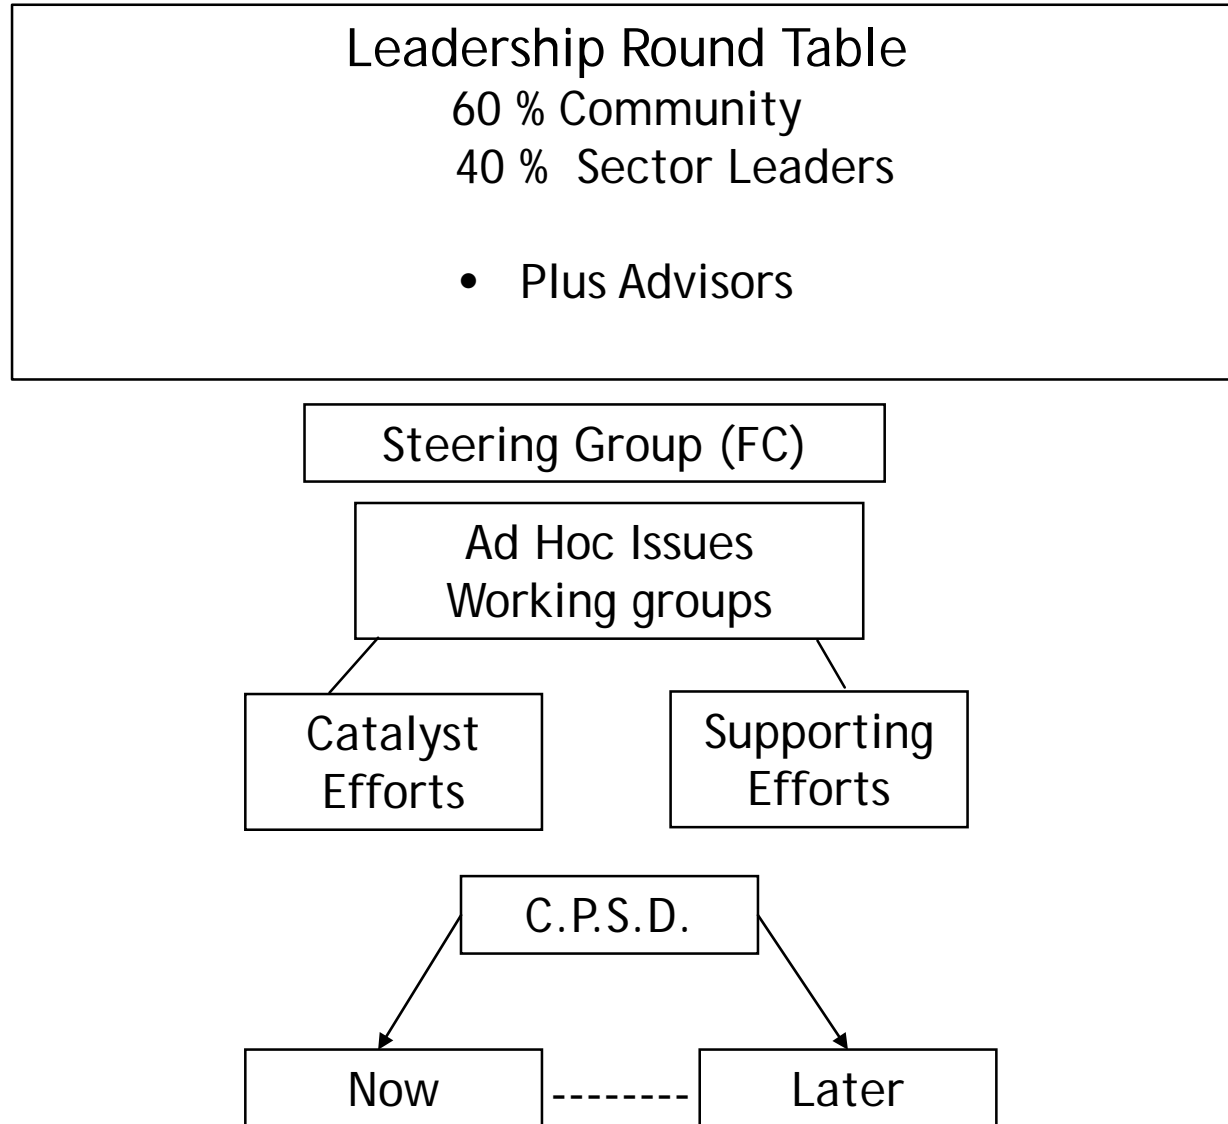 Leadership Round Table
60 % Community
40 % Sector Leaders
• Plus Advisors
Steering Group (FC)
Ad Hoc Issues
Working groups
Catalyst
Efforts
Supporting
Efforts
C.P.S.D.
Now -------- Later